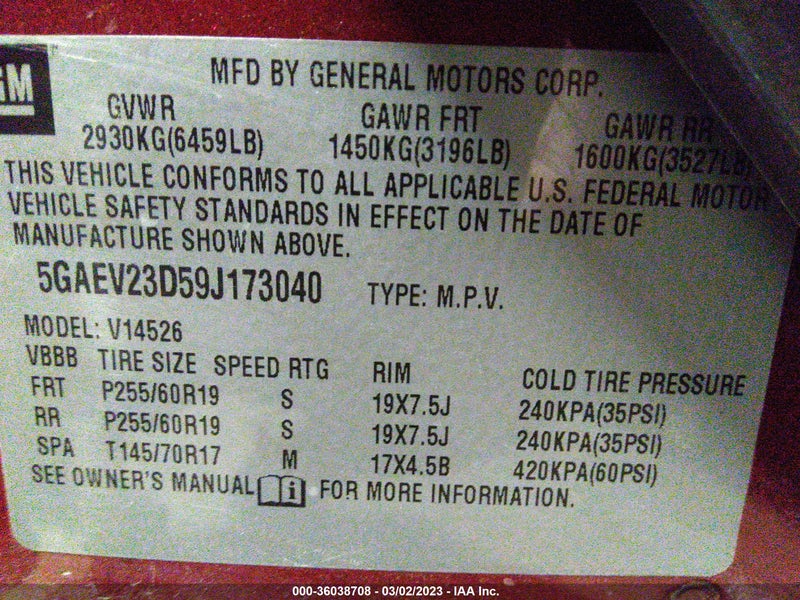 GM
MFD BY GENERAL MOTORS CORP.
GVWR GAWR FRT GAWR RR
2930KG(6459LB) 1450KG(3196LB) 1600KG(3527LB)
THIS VEHICLE CONFORMS TO ALL APPLICABLE U.S. FEDERAL MOTOR
VEHICLE SAFETY STANDARDS IN EFFECT ON THE DATE OF
MANUFACTURE SHOWN ABOVE.
5GAEV23D59J173040 TYPE: M.P.V.
MODEL: V14526
VBBB TIRE SIZE SPEED RTG RIM COLD TIRE PRESSURE
FRT P255/60R19 S 19X7.5J 240KPA(35PSI)
RR P255/60R19 S 19X7.5J 240KPA(35PSI)
SPA T145/70R17 M 17X4.5B 420KPA(60PSI)
SEE OWNER'S MANUAL i FOR MORE INFORMATION.
000-36038708 - 03/02/2023 - IAA Inc.